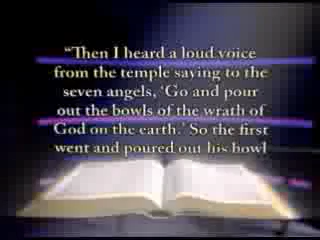 “Then I heard a loud voice
from the temple saying to the
seven angels, ‘Go and pour
out the bowls of the wrath of
God on the earth.’ So the first
went and poured out his bowl